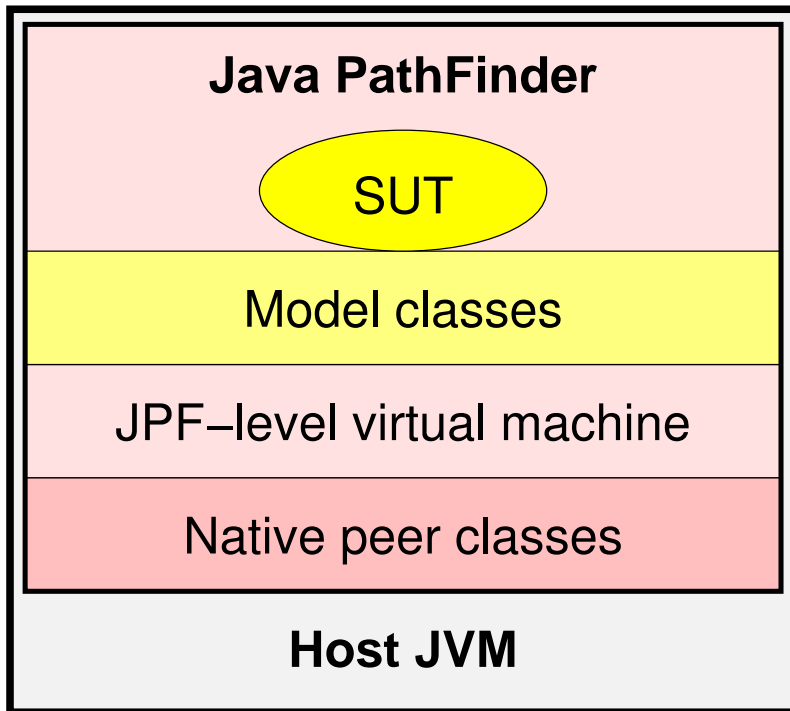 Java PathFinder
SUT
Model classes
JPF–level virtual machine
Native peer classes
Host JVM